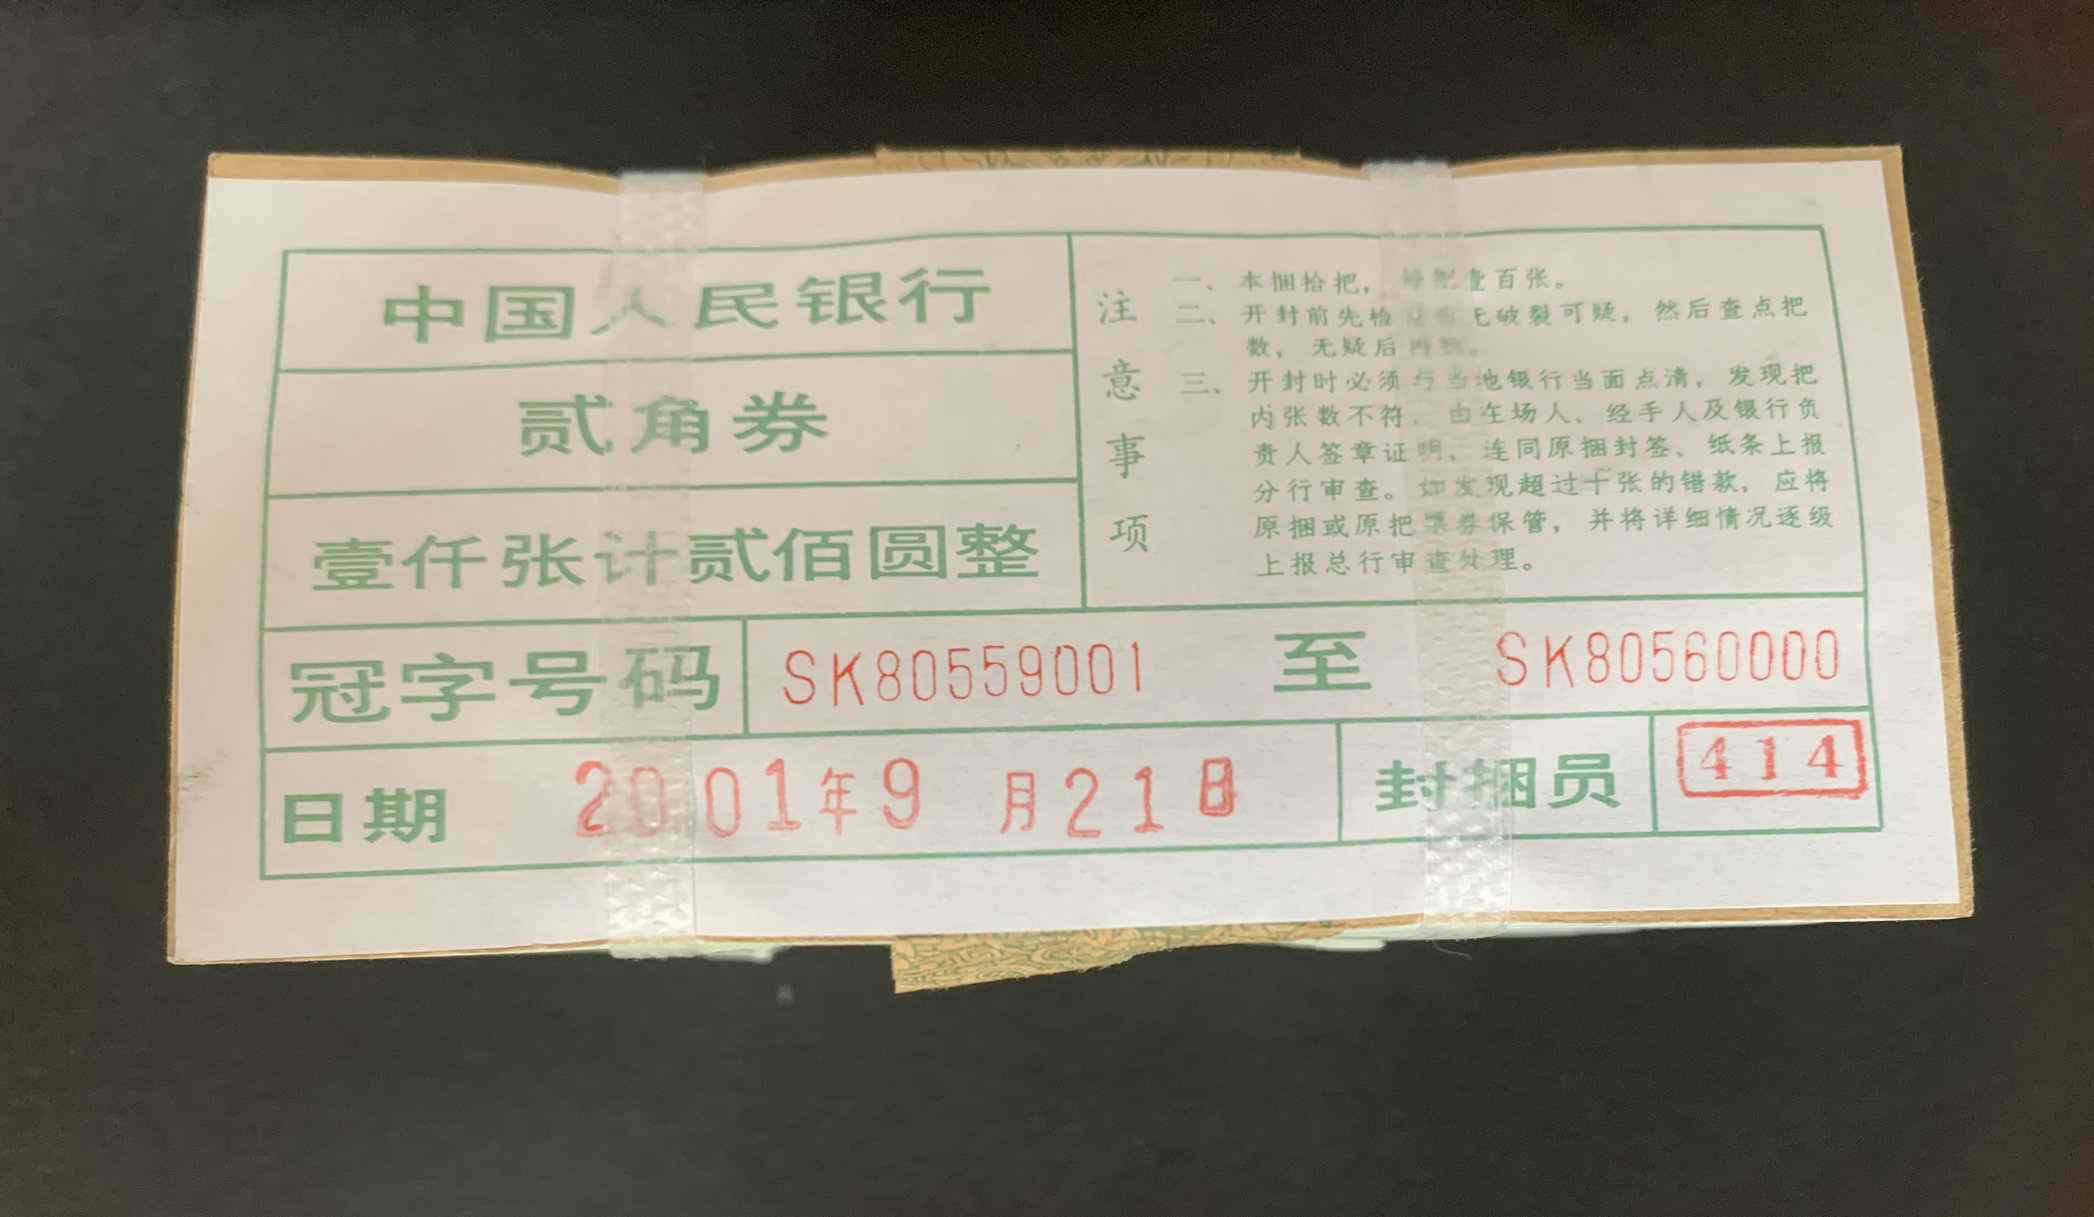 中国人民银行
贰角券
壹仟张计贰佰圆整
注意事项
一、本捆拾把，每把壹百张。
二、开封前先检查有无破裂可疑，然后查点把
数，无疑后再拆。
三、开封时必须与当地银行当面点清，发现把
内张数不符，由在场人、经手人及银行负
责人签章证明，连同原捆封签、纸条上报
分行审查。如发现超过十张的错款，应将
原捆或原把票券保管，并将详细情况逐级
上报总行审查处理。
冠字号码 SK80559001 至 SK80560000
日期 2001年9月21日 封捆员 414